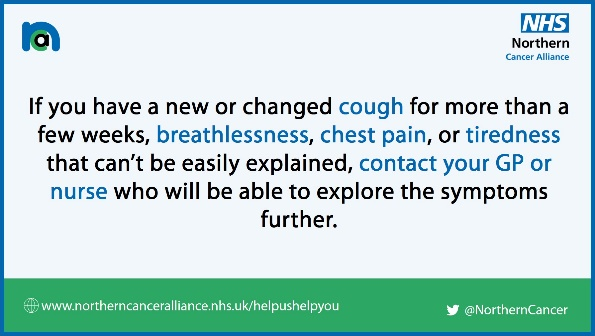 nca
NHS
Northern
Cancer Alliance
If you have a new or changed cough for more than a
few weeks, breathlessness, chest pain, or tiredness
that can't be easily explained, contact your GP or
nurse who will be able to explore the symptoms
further.
www.northerncanceralliance.nhs.uk/helpushelpyou
@NorthernCancer